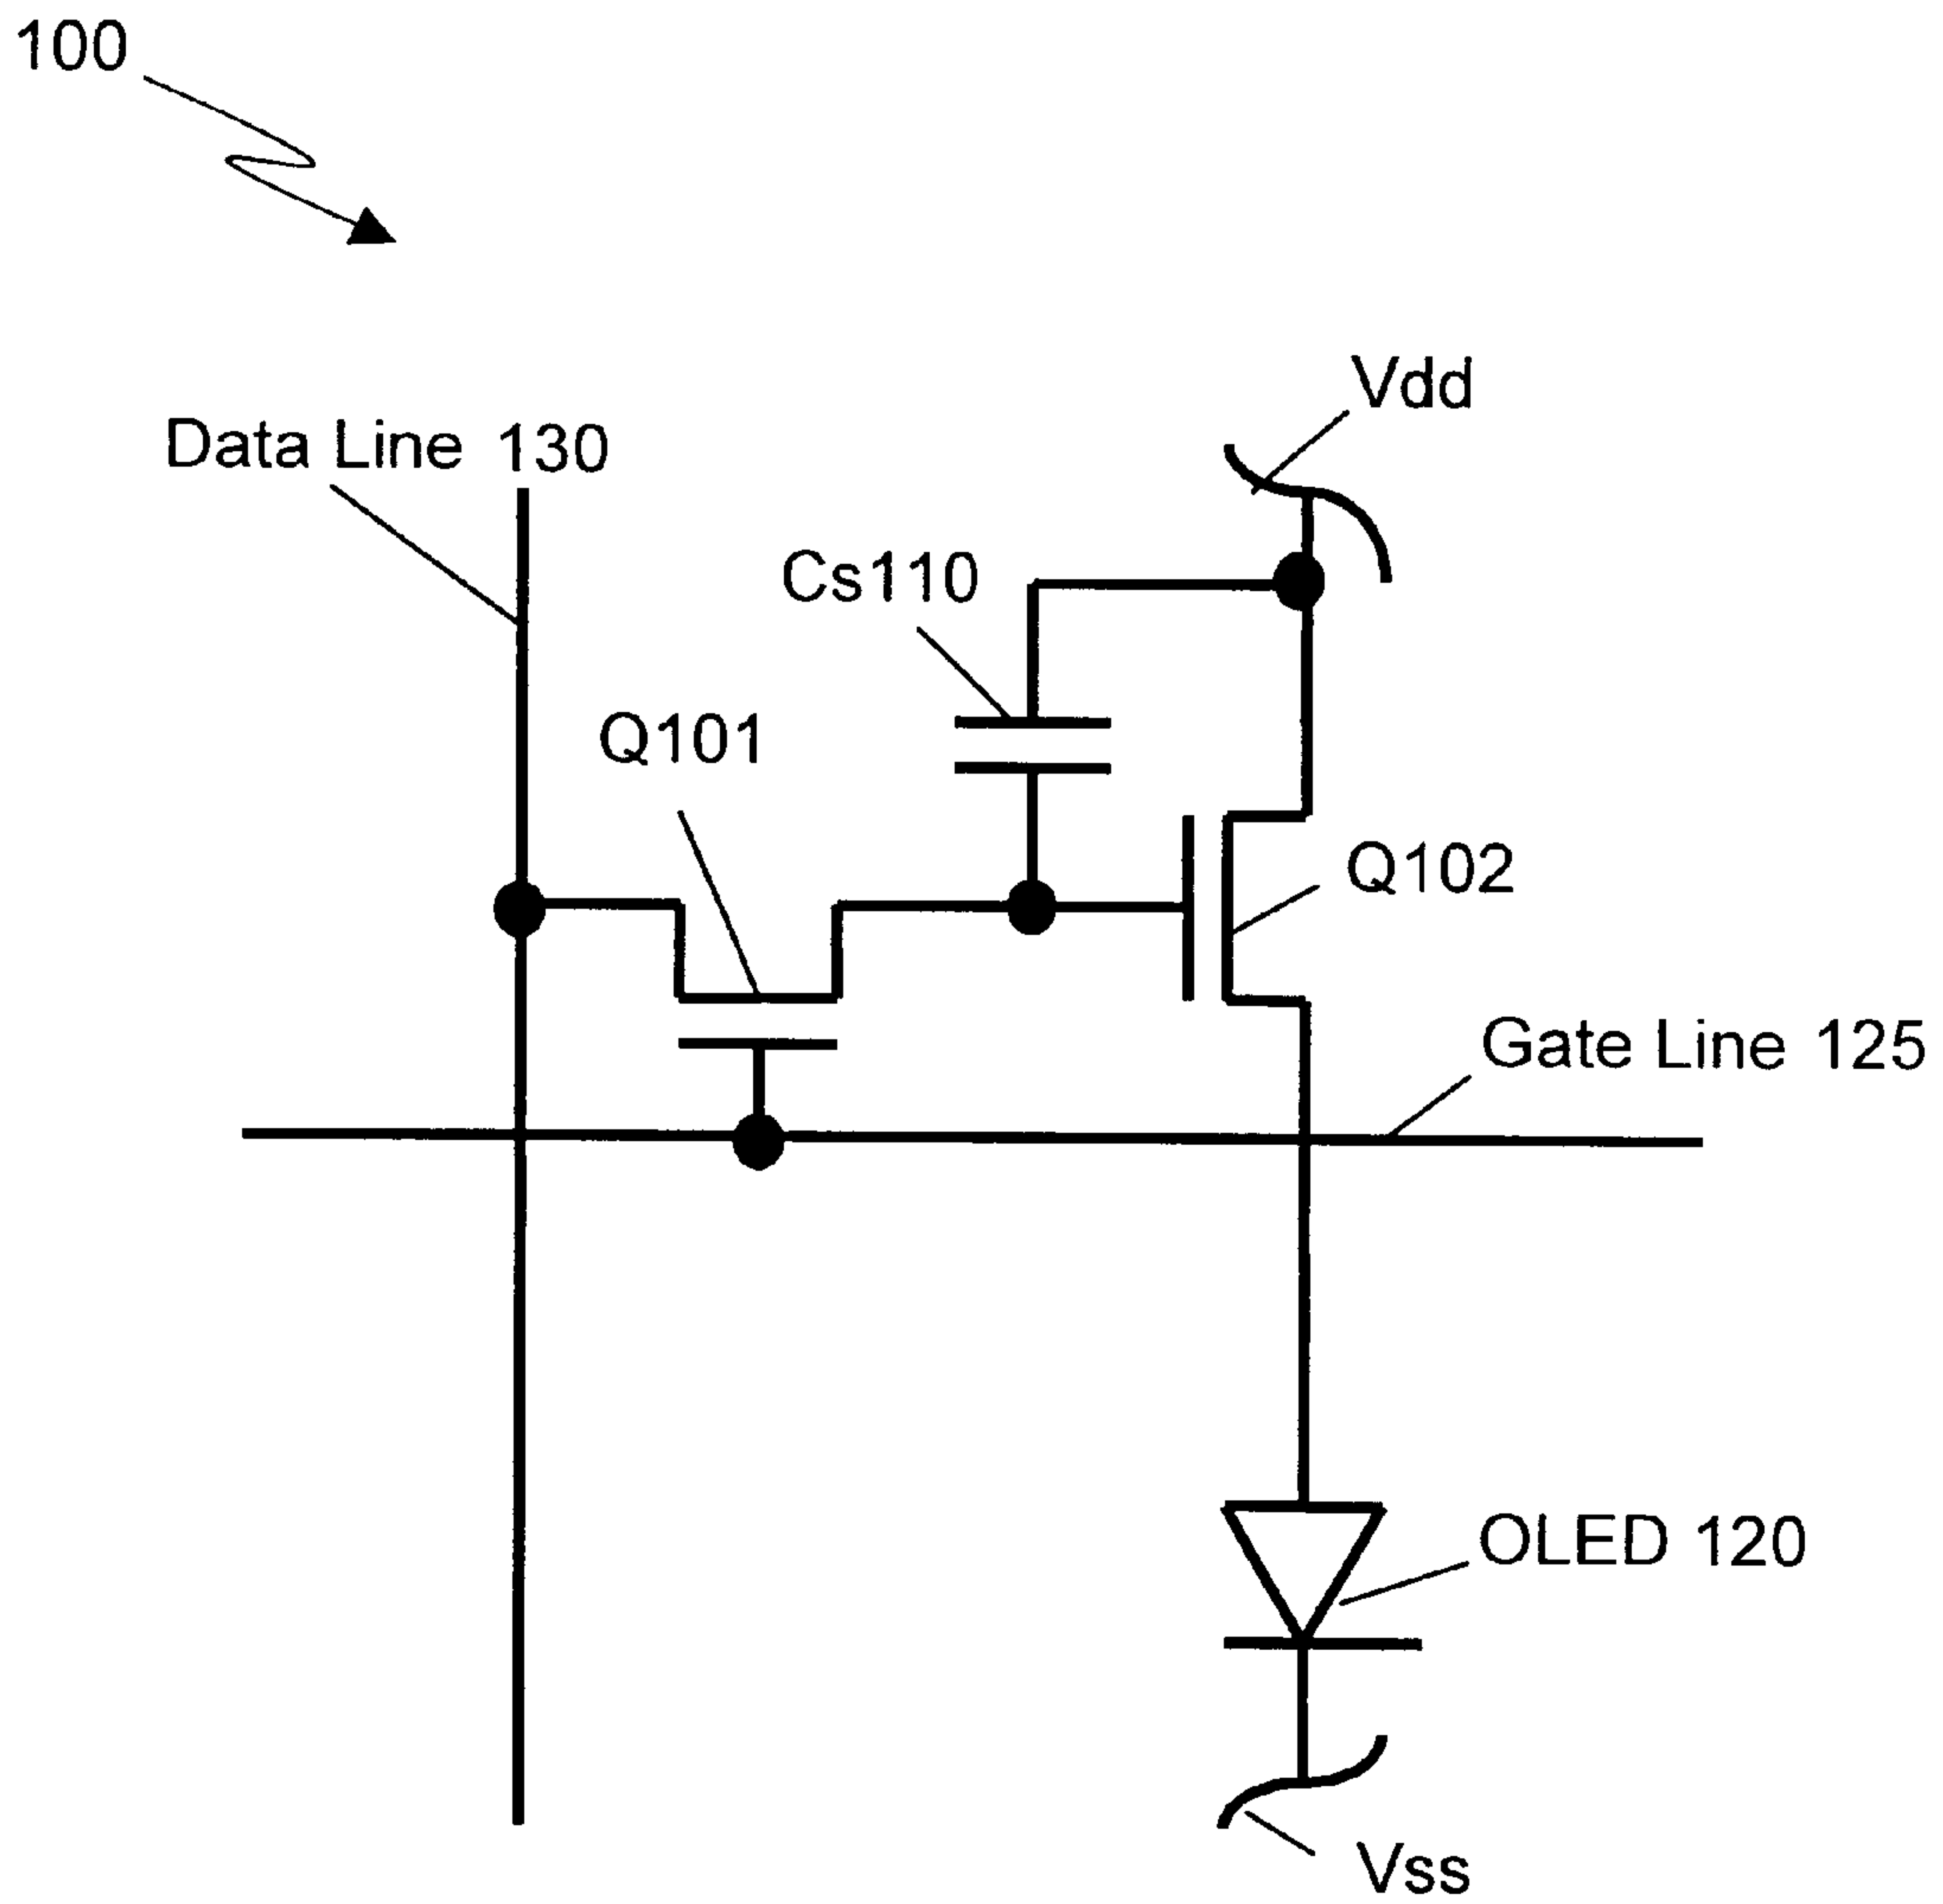 100
Vdd
Data Line 130
Cs110
Q101
Q102
Gate Line 125
OLED 120
Vss